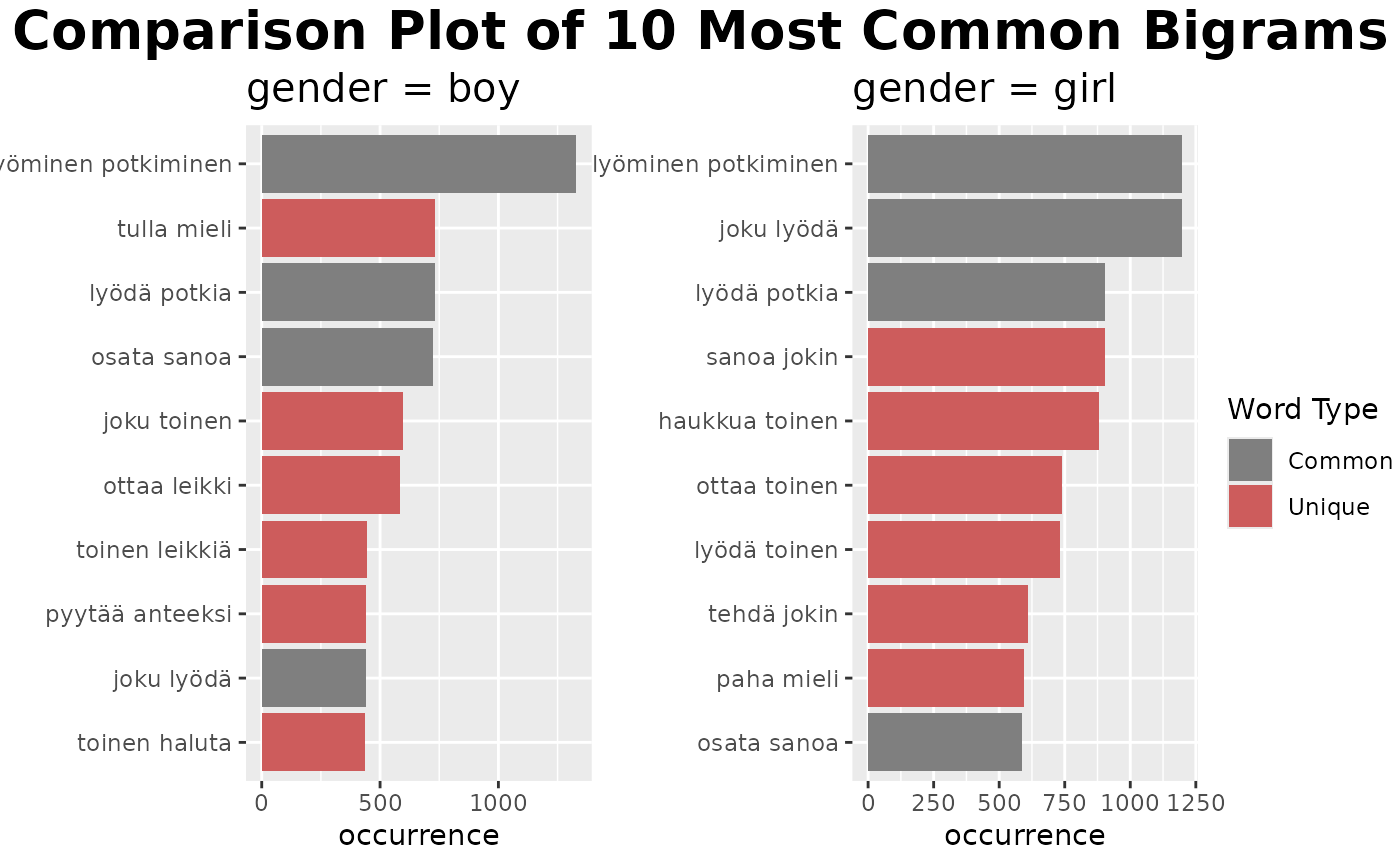 Comparison Plot of 10 Most Common Bigrams
gender = boy
yöminen potkiminen
tulla mieli
lyödä potkia
osata sanoa
joku toinen
ottaa leikki
toinen leikkiä
pyytää anteeksi
joku lyödä
toinen haluta
0 500 1000
occurrence
gender = girl
lyöminen potkiminen
joku lyödä
lyödä potkia
sanoa jokin
haukkua toinen
ottaa toinen
lyödä toinen
tehdä jokin
paha mieli
osata sanoa
0 250 500 750 1000 1250
occurrence
Word Type
Common
Unique